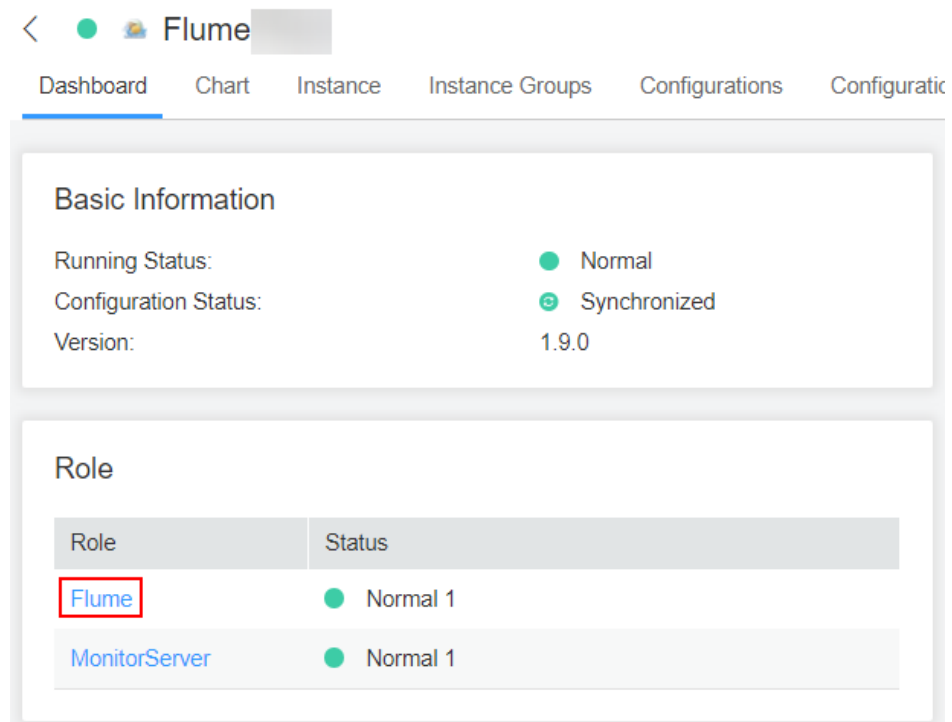 Flume
Dashboard Chart Instance Instance Groups Configurations
Basic Information
Running Status: Normal
Configuration Status: Synchronized
Version: 1.9.0
Role
Role Status
Flume Normal 1
MonitorServer Normal 1